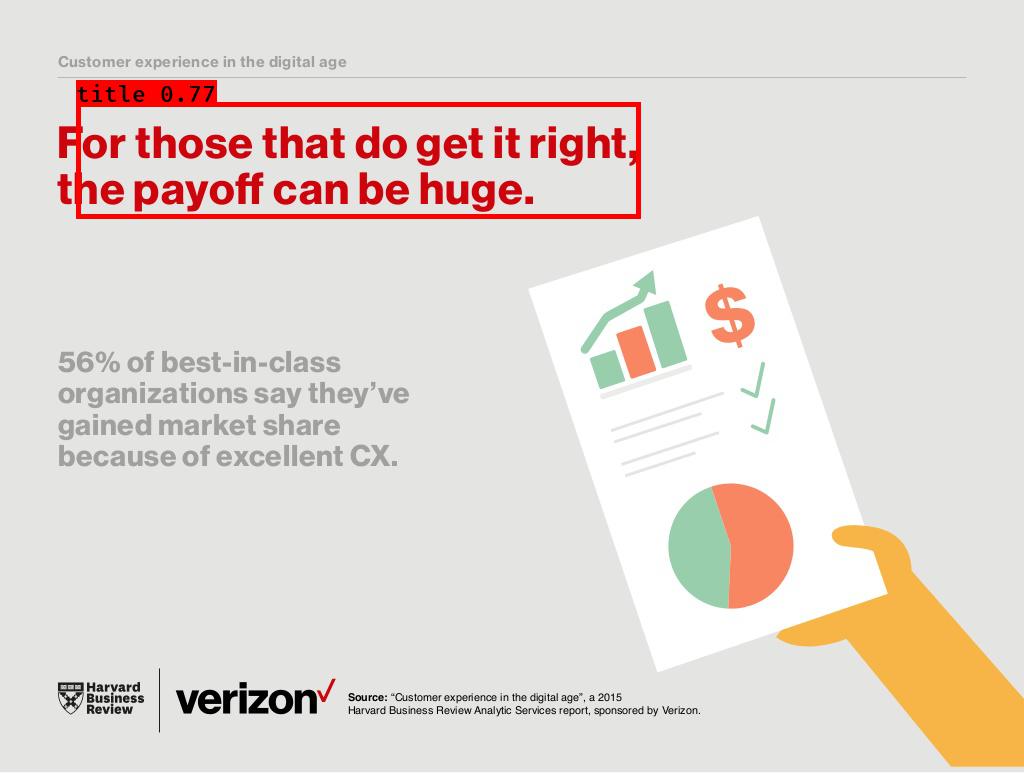 Customer experience in the digital age
title 0.77
For those that do get it right,
the payoff can be huge.
$
56% of best-in-class
organizations say they’ve
gained market share
because of excellent CX.
Harvard
Business
Review
verizon✓
Source: “Customer experience in the digital age”, a 2015
Harvard Business Review Analytic Services report, sponsored by Verizon.